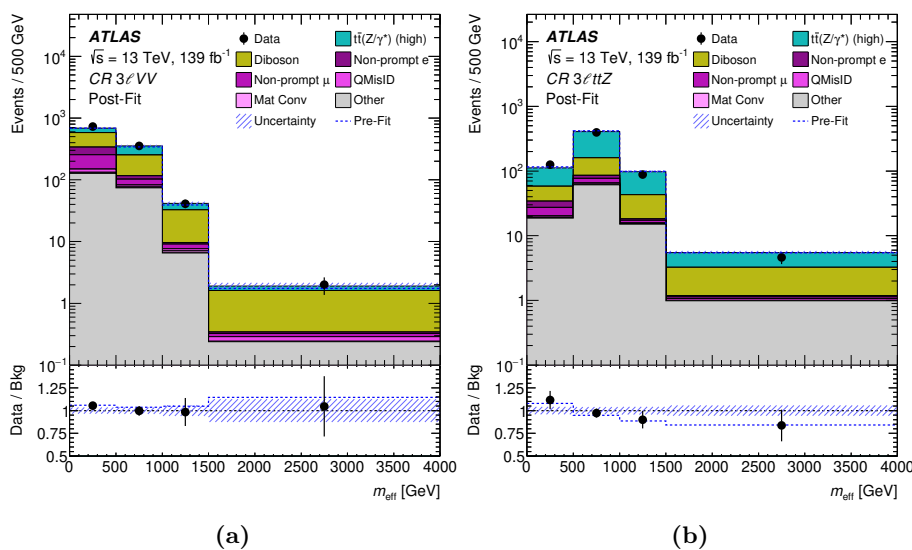 Events / 500 GeV
10⁴
10³
10²
10
1
10⁻¹
ATLAS
√s = 13 TeV, 139 fb⁻¹
CR 3ℓVV
Post-Fit
Data
tt̄(Z/γ*) (high)
Diboson
Non-prompt e
Non-prompt μ
QMisID
Mat Conv
Other
Uncertainty
Pre-Fit
Data / Bkg
1.25
1
0.75
0.5
0 500 1000 1500 2000 2500 3000 3500 4000
m_eff [GeV]
(a)
Events / 500 GeV
10⁴
10³
10²
10
1
10⁻¹
ATLAS
√s = 13 TeV, 139 fb⁻¹
CR 3ℓttZ
Post-Fit
Data
tt̄(Z/γ*) (high)
Diboson
Non-prompt e
Non-prompt μ
QMisID
Mat Conv
Other
Uncertainty
Pre-Fit
Data / Bkg
1.25
1
0.75
0.5
0 500 1000 1500 2000 2500 3000 3500 4000
m_eff [GeV]
(b)